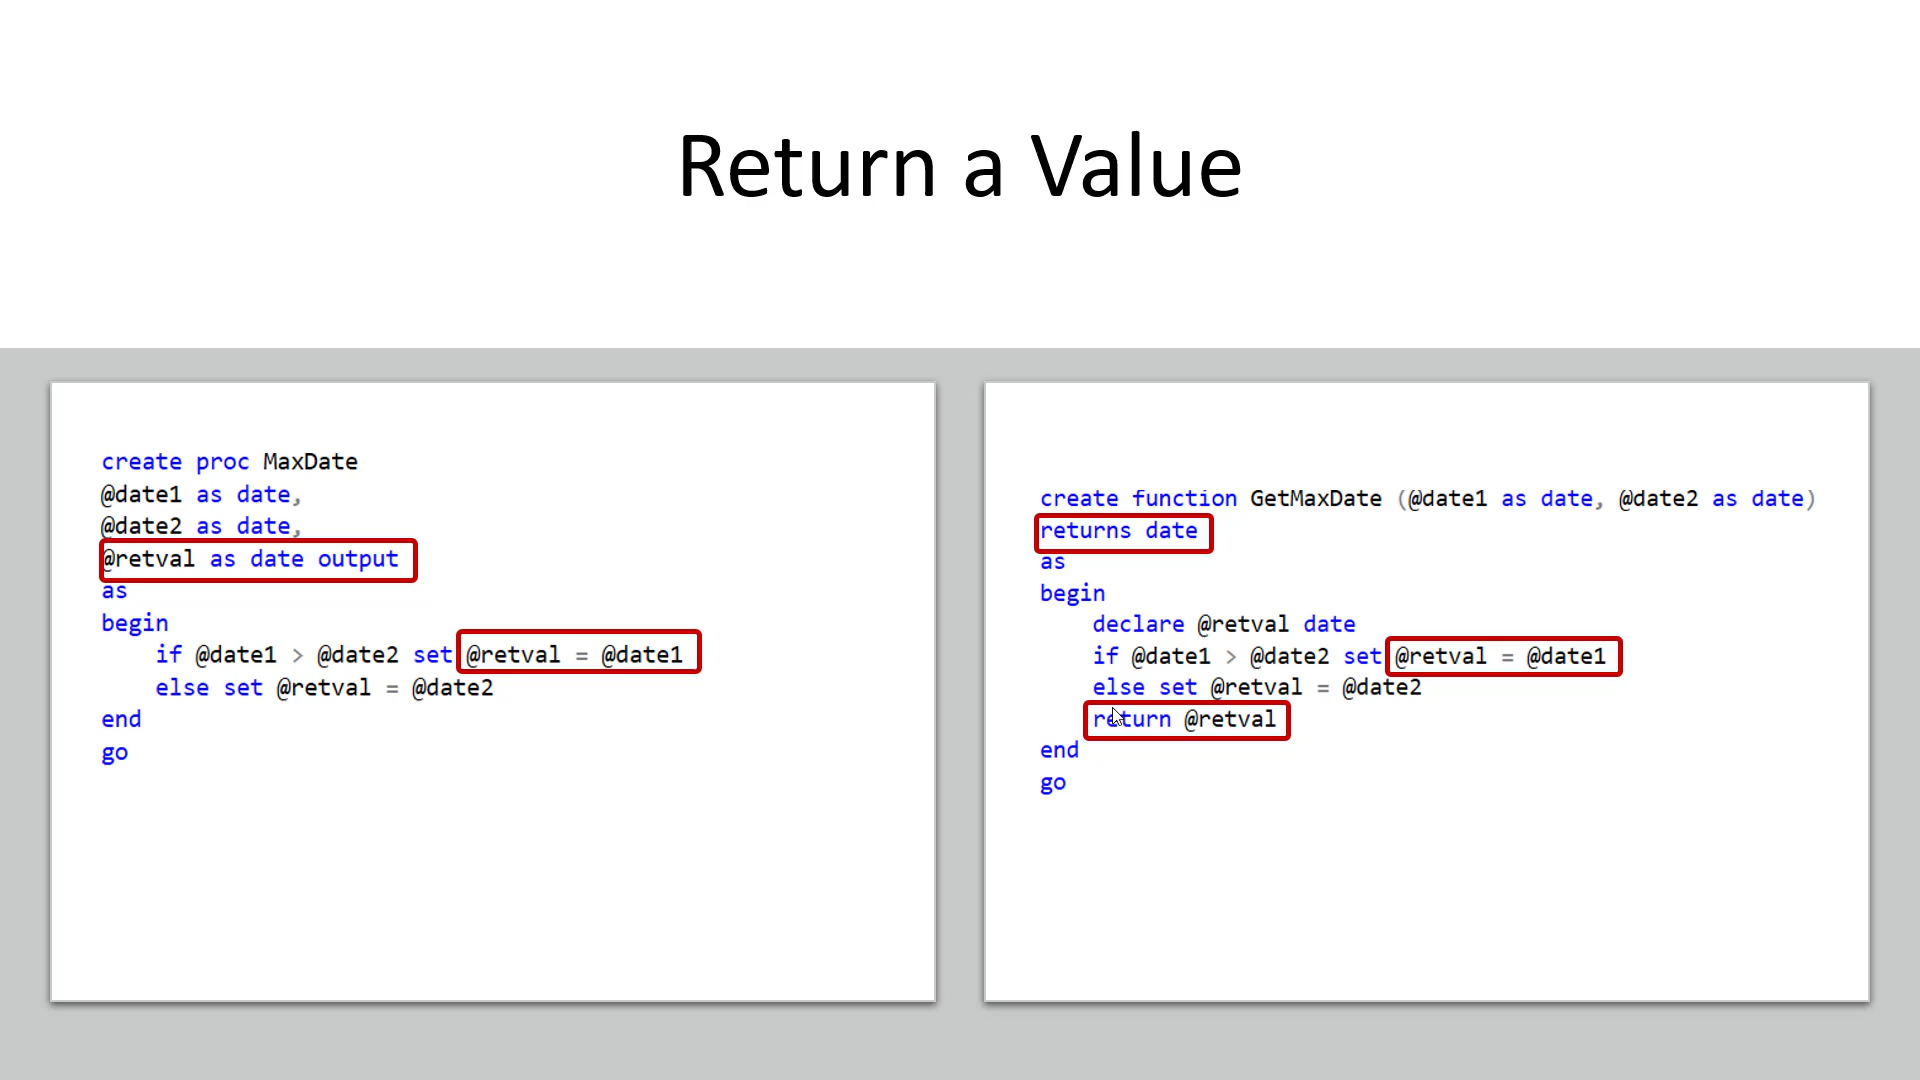 Return a Value
create proc MaxDate
@date1 as date,
@date2 as date,
@retval as date output
as
begin
if @date1 > @date2 set @retval = @date1
else set @retval = @date2
end
go
create function GetMaxDate (@date1 as date, @date2 as date)
returns date
as
begin
declare @retval date
if @date1 > @date2 set @retval = @date1
else set @retval = @date2
return @retval
end
go